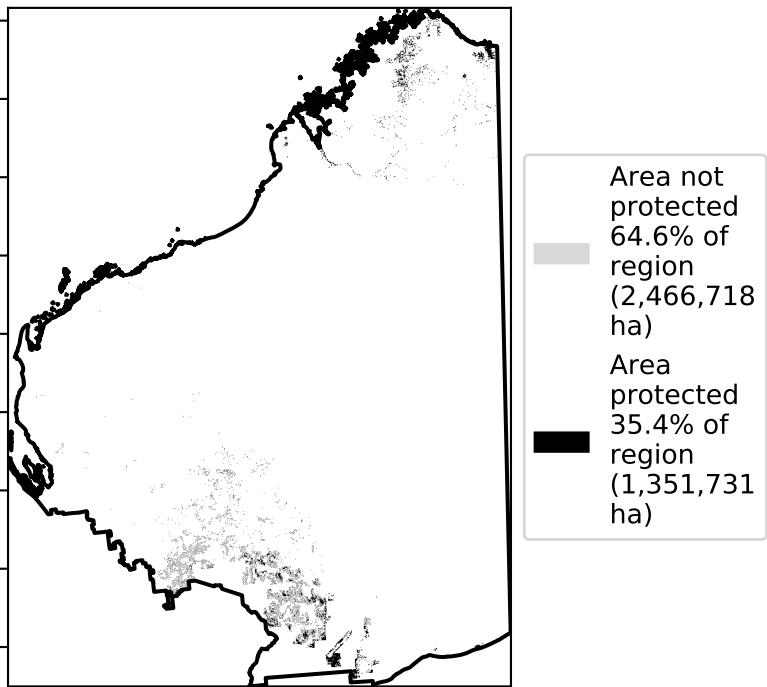 Area not
protected
64.6% of
region
(2,466,718
ha)
Area
protected
35.4% of
region
(1,351,731
ha)